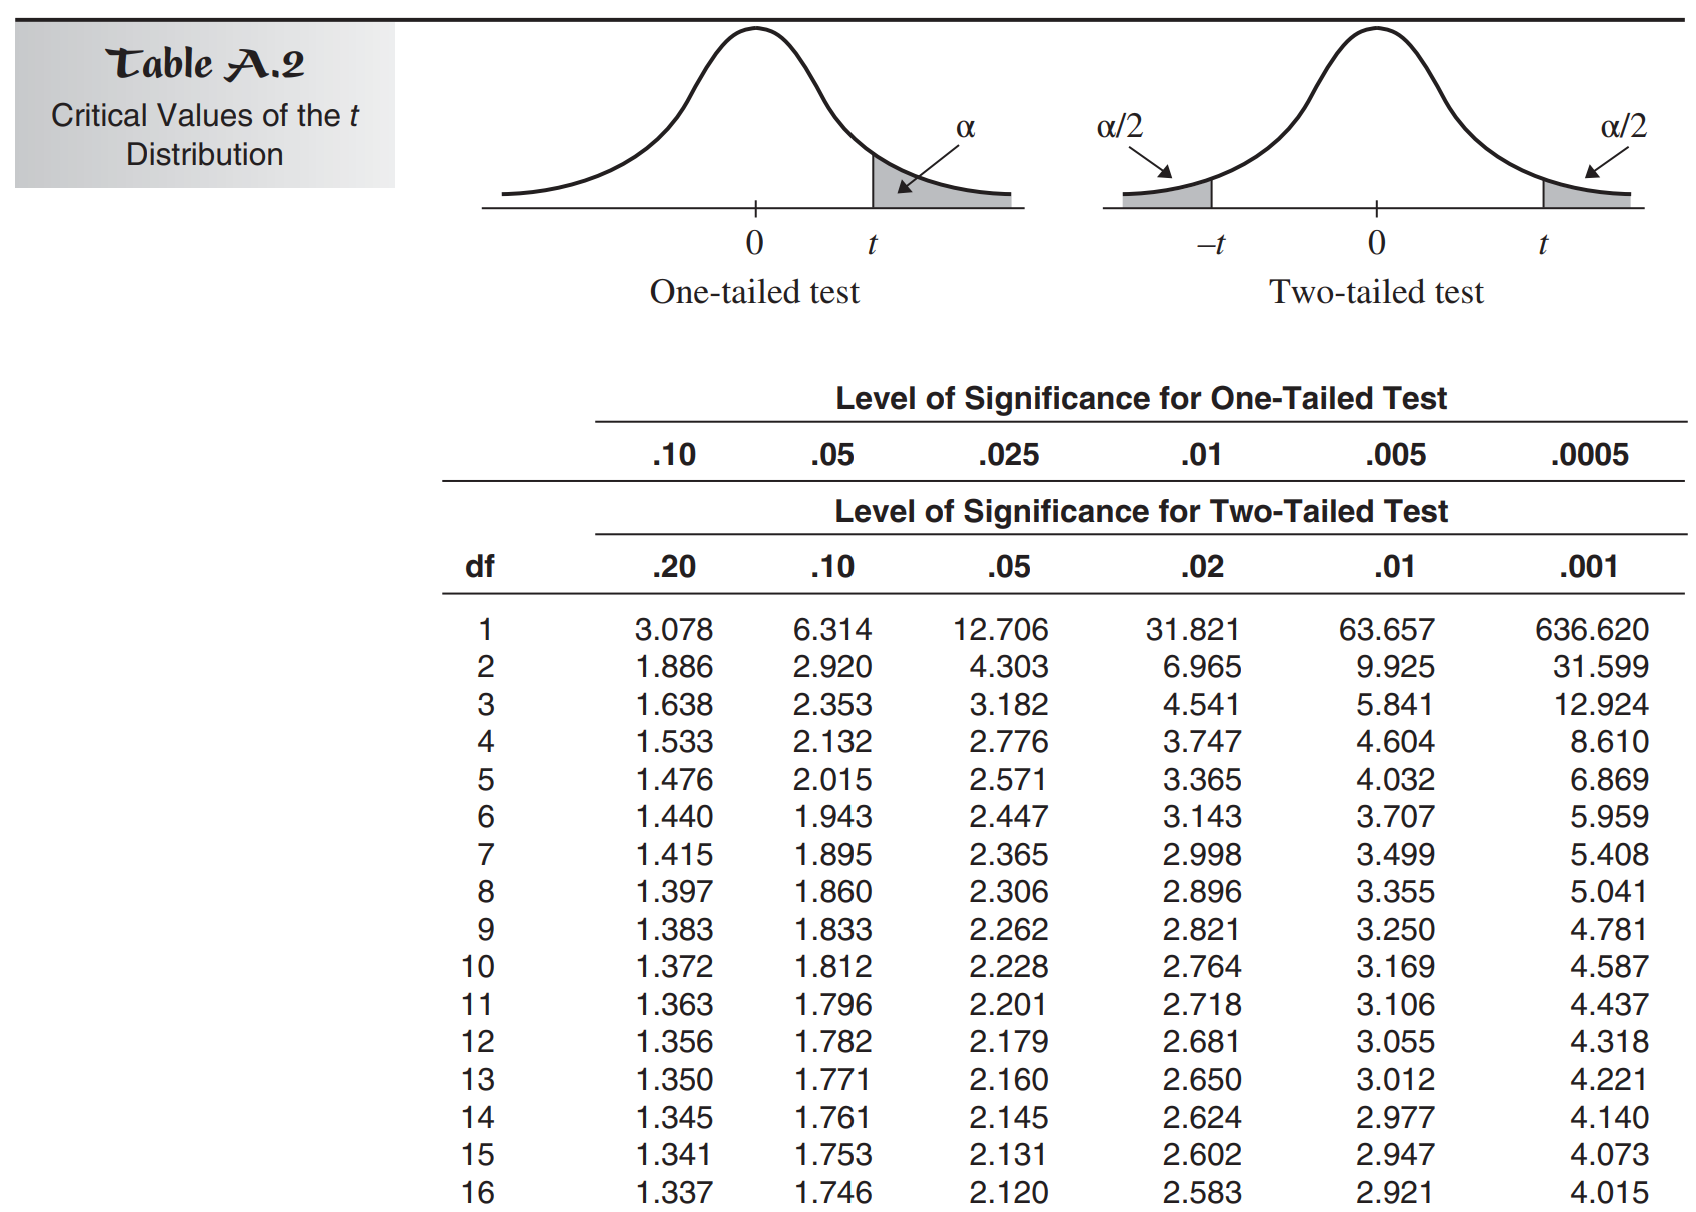 Table A.2
Critical Values of the t
Distribution
α
0 t
One-tailed test
α/2 α/2
–t 0 t
Two-tailed test
Level of Significance for One-Tailed Test
.10 .05 .025 .01 .005 .0005
Level of Significance for Two-Tailed Test
df .20 .10 .05 .02 .01 .001
1 3.078 6.314 12.706 31.821 63.657 636.620
2 1.886 2.920 4.303 6.965 9.925 31.599
3 1.638 2.353 3.182 4.541 5.841 12.924
4 1.533 2.132 2.776 3.747 4.604 8.610
5 1.476 2.015 2.571 3.365 4.032 6.869
6 1.440 1.943 2.447 3.143 3.707 5.959
7 1.415 1.895 2.365 2.998 3.499 5.408
8 1.397 1.860 2.306 2.896 3.355 5.041
9 1.383 1.833 2.262 2.821 3.250 4.781
10 1.372 1.812 2.228 2.764 3.169 4.587
11 1.363 1.796 2.201 2.718 3.106 4.437
12 1.356 1.782 2.179 2.681 3.055 4.318
13 1.350 1.771 2.160 2.650 3.012 4.221
14 1.345 1.761 2.145 2.624 2.977 4.140
15 1.341 1.753 2.131 2.602 2.947 4.073
16 1.337 1.746 2.120 2.583 2.921 4.015